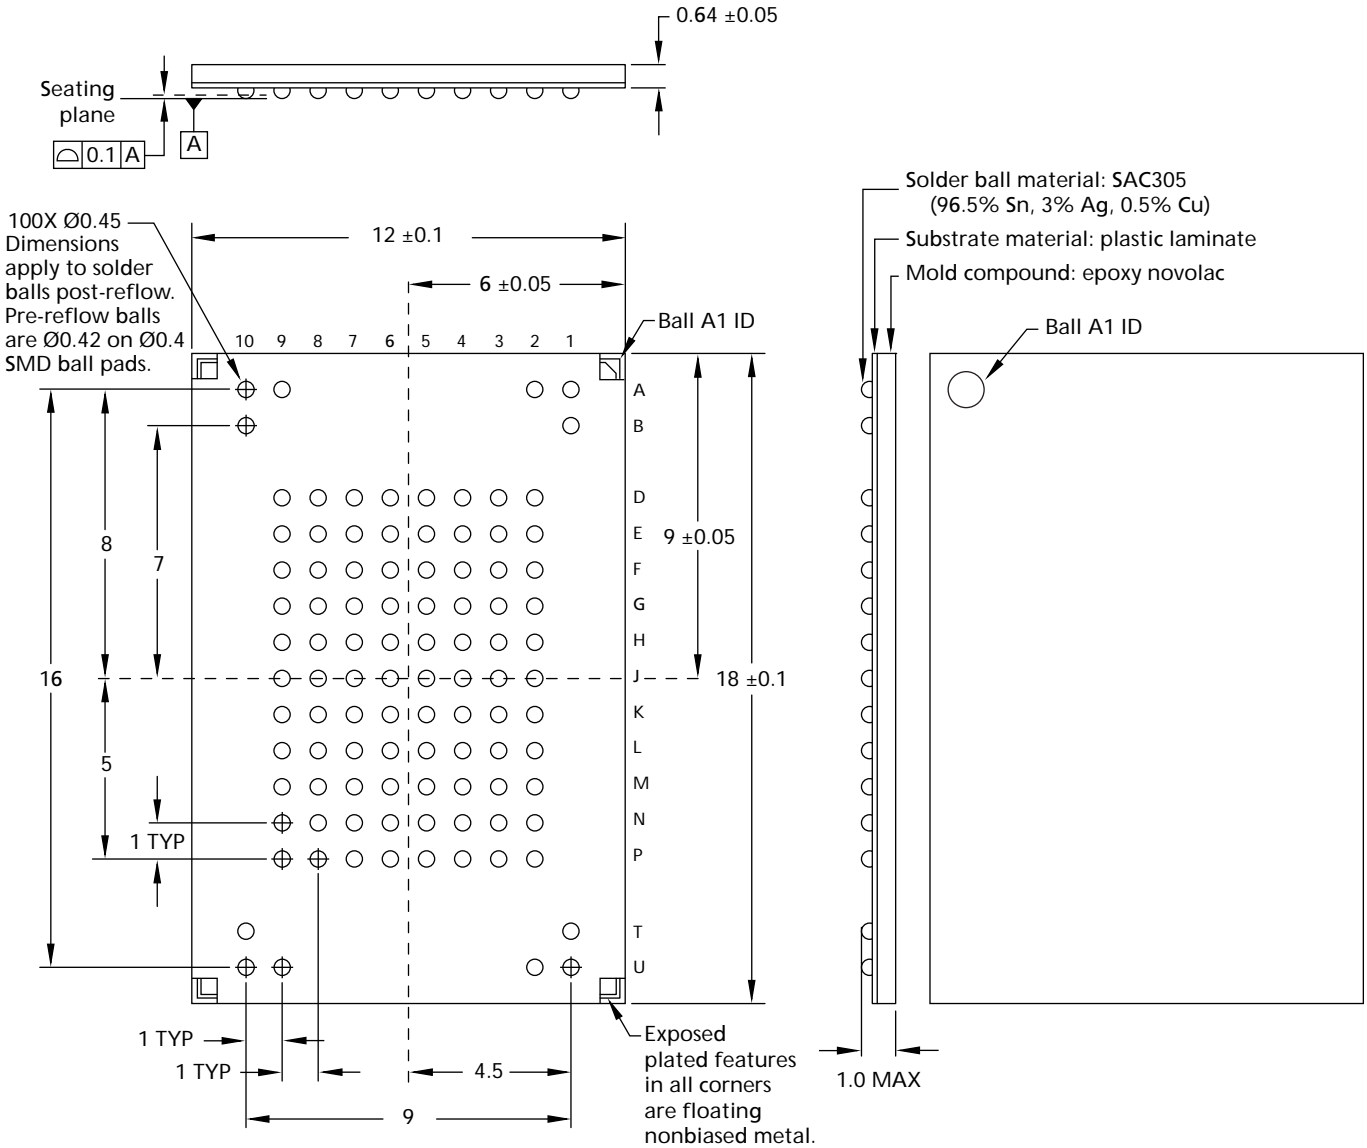 0.64 ±0.05
Seating
plane
0.1 A
A
Solder ball material: SAC305
(96.5% Sn, 3% Ag, 0.5% Cu)
Substrate material: plastic laminate
Mold compound: epoxy novolac
100X Ø0.45
Dimensions
apply to solder
balls post-reflow.
Pre-reflow balls
are Ø0.42 on Ø0.4
SMD ball pads.
12 ±0.1
6 ±0.05
Ball A1 ID
Ball A1 ID
10 9 8 7 6 5 4 3 2 1
A
B
D
E
F
G
H
J
K
L
M
N
P
T
U
8
7
9 ±0.05
16
18 ±0.1
5
1 TYP
1 TYP
1 TYP
4.5
9
Exposed
plated features
in all corners
are floating
nonbiased metal.
1.0 MAX